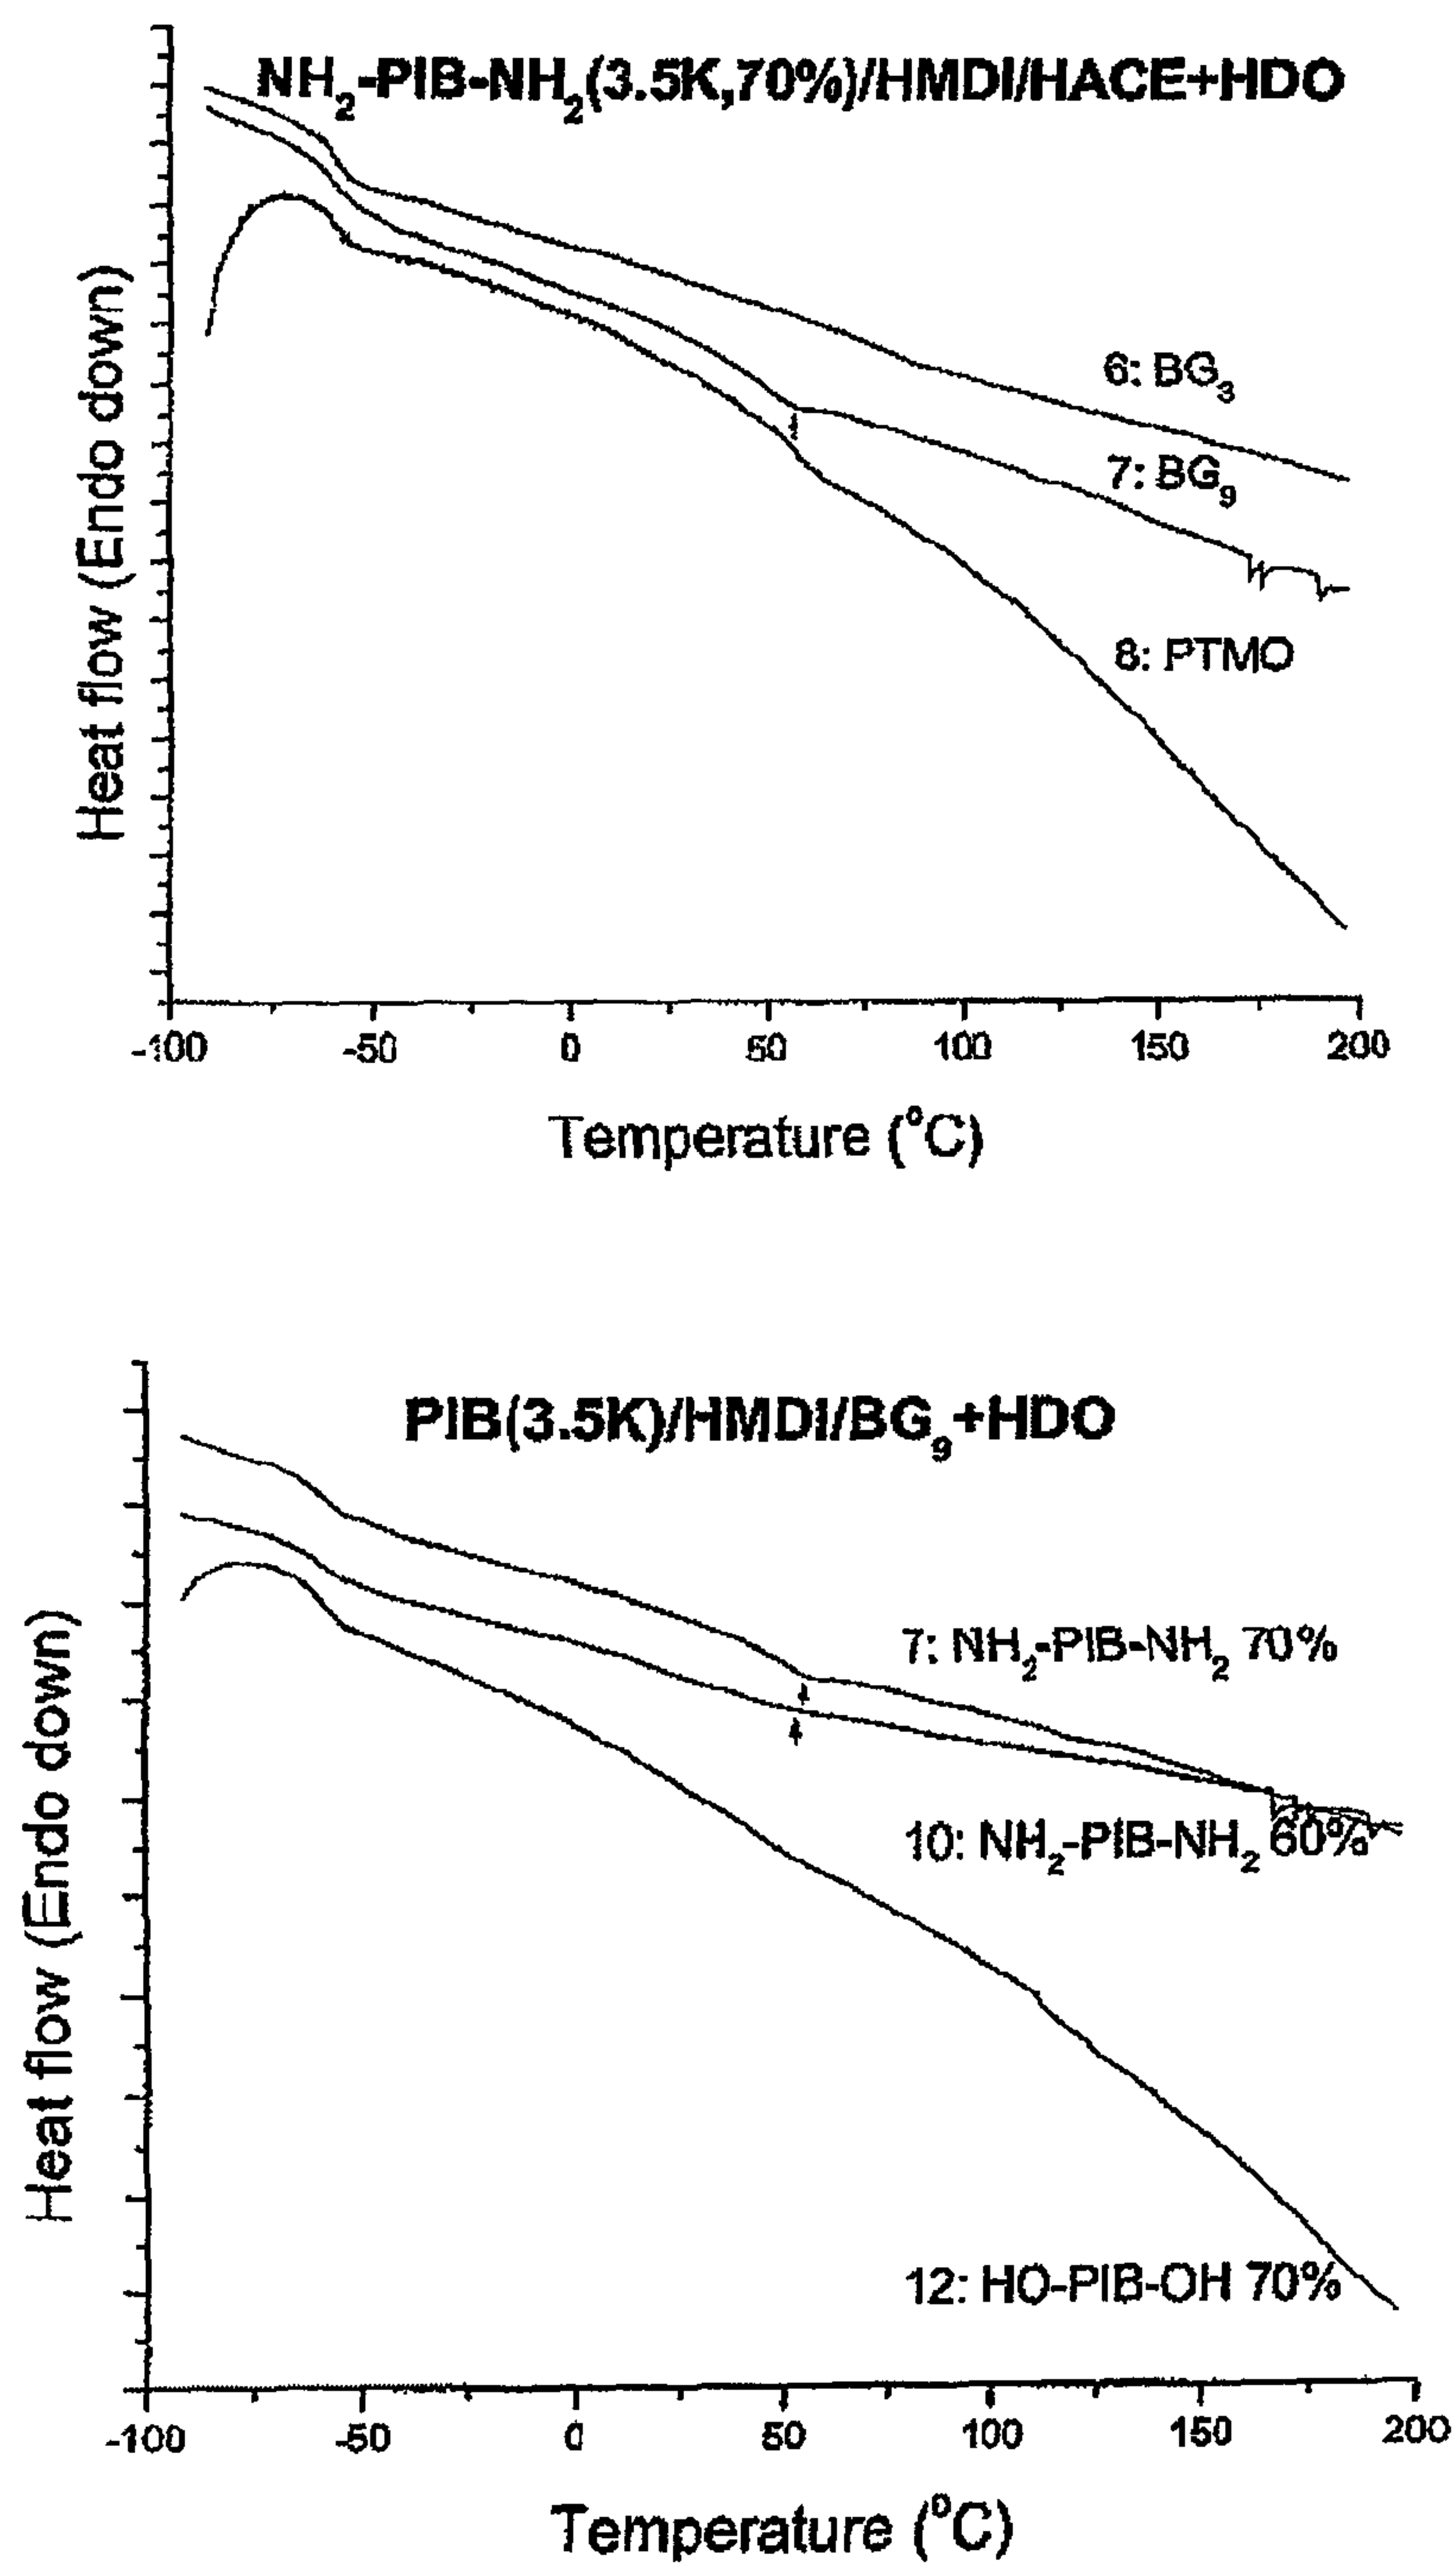 NH₂-PIB-NH₂(3.5K,70%)/HMDI/HACE+HDO
Heat flow (Endo down)
6: BG₃
7: BG₉
8: PTMO
-100 -50 0 50 100 150 200
Temperature (°C)
PIB(3.5K)/HMDI/BG₉+HDO
Heat flow (Endo down)
7: NH₂-PIB-NH₂ 70%
10: NH₂-PIB-NH₂ 60%
12: HO-PIB-OH 70%
-100 -50 0 50 100 150 200
Temperature (°C)